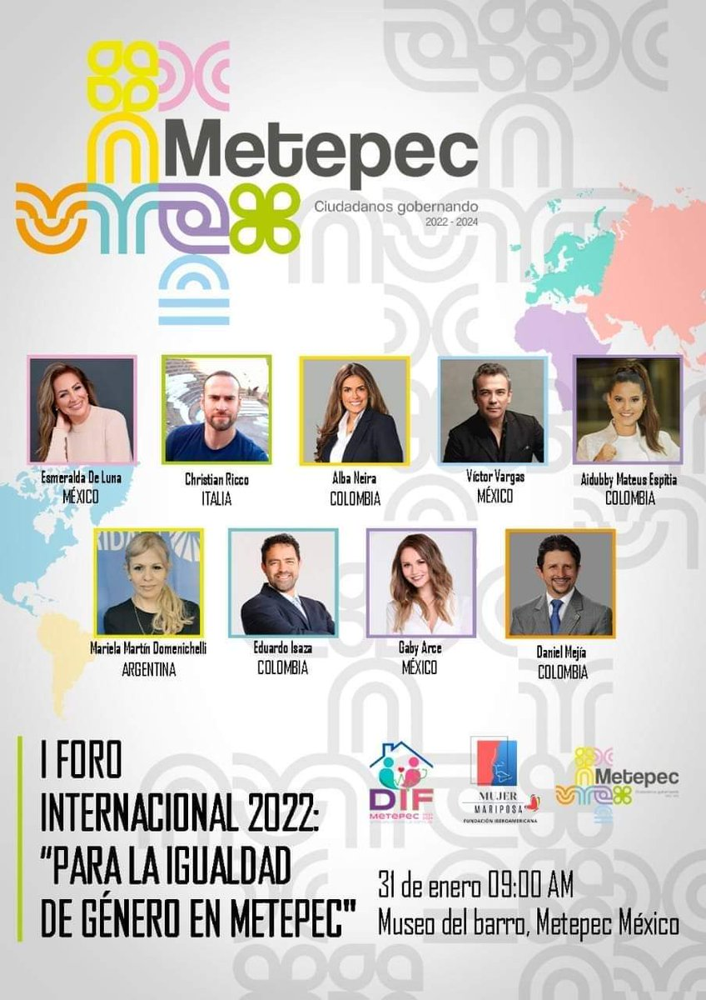 Metepec
Ciudadanos gobernando
2022 - 2024
Esmeralda De Luna
MÉXICO
Christian Ricco
ITALIA
Alba Neira
COLOMBIA
Víctor Vargas
MÉXICO
Aidubby Mateus Espitia
COLOMBIA
RIDA
Mariela Martín Domenichelli
ARGENTINA
Eduardo Isaza
COLOMBIA
Gaby Arce
MÉXICO
Daniel Mejía
COLOMBIA
I FORO
INTERNACIONAL 2022:
“PARA LA IGUALDAD
DE GÉNERO EN METEPEC"
DIF
METEPEC
MUJER
MARIPOSA
FUNDACIÓN IBEROAMERICANA
Metepec
Ciudadanos gobernando
31 de enero 09:00 AM
Museo del barro, Metepec México